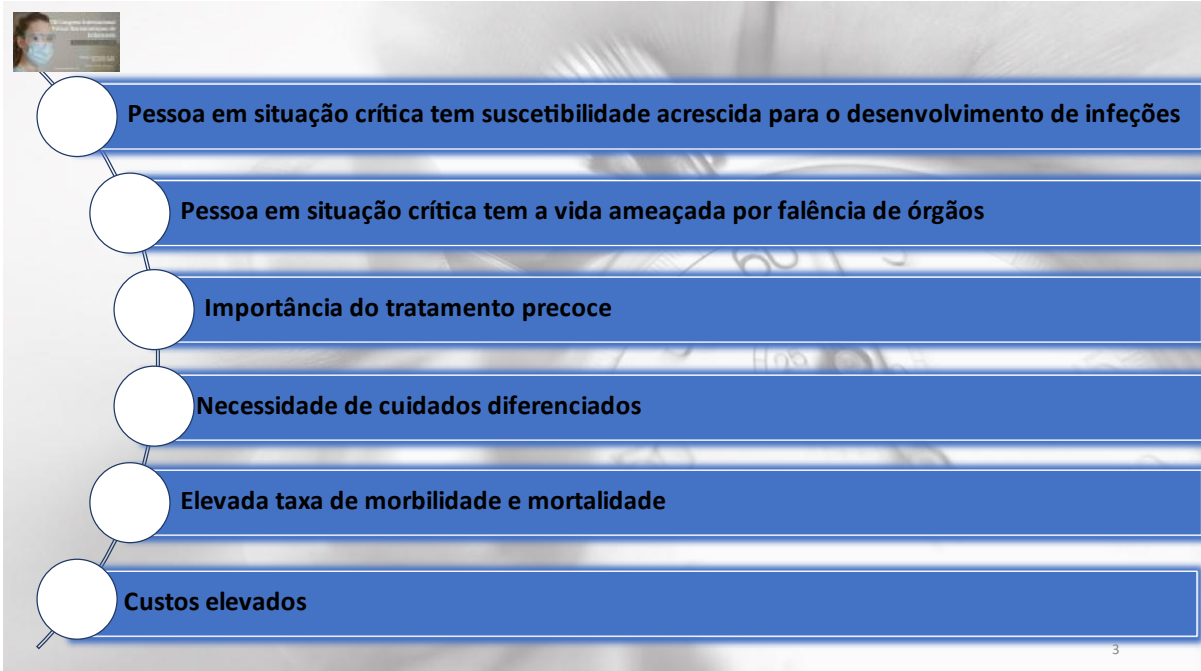 Pessoa em situação crítica tem suscetibilidade acrescida para o desenvolvimento de infeções
Pessoa em situação crítica tem a vida ameaçada por falência de órgãos
Importância do tratamento precoce
Necessidade de cuidados diferenciados
Elevada taxa de morbilidade e mortalidade
Custos elevados
3